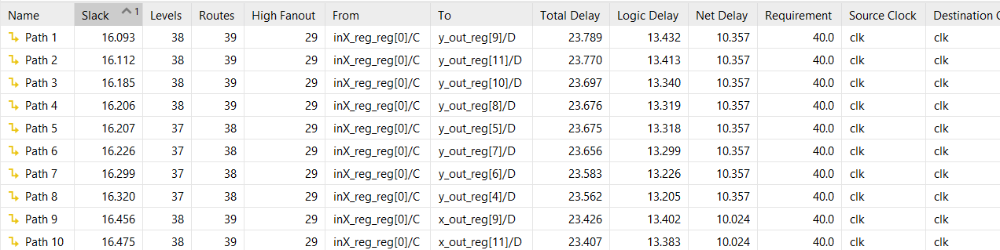 Name Slack 1 Levels Routes High Fanout From To Total Delay Logic Delay Net Delay Requirement Source Clock Destination C
Path 1 16.093 38 39 29 inX_reg_reg[0]/C y_out_reg[9]/D 23.789 13.432 10.357 40.0 clk clk
Path 2 16.112 38 39 29 inX_reg_reg[0]/C y_out_reg[11]/D 23.770 13.413 10.357 40.0 clk clk
Path 3 16.185 38 39 29 inX_reg_reg[0]/C y_out_reg[10]/D 23.697 13.340 10.357 40.0 clk clk
Path 4 16.206 38 39 29 inX_reg_reg[0]/C y_out_reg[8]/D 23.676 13.319 10.357 40.0 clk clk
Path 5 16.207 37 38 29 inX_reg_reg[0]/C y_out_reg[5]/D 23.675 13.318 10.357 40.0 clk clk
Path 6 16.226 37 38 29 inX_reg_reg[0]/C y_out_reg[7]/D 23.656 13.299 10.357 40.0 clk clk
Path 7 16.299 37 38 29 inX_reg_reg[0]/C y_out_reg[6]/D 23.583 13.226 10.357 40.0 clk clk
Path 8 16.320 37 38 29 inX_reg_reg[0]/C y_out_reg[4]/D 23.562 13.205 10.357 40.0 clk clk
Path 9 16.456 38 39 29 inX_reg_reg[0]/C x_out_reg[9]/D 23.426 13.402 10.024 40.0 clk clk
Path 10 16.475 38 39 29 inX_reg_reg[0]/C x_out_reg[11]/D 23.407 13.383 10.024 40.0 clk clk